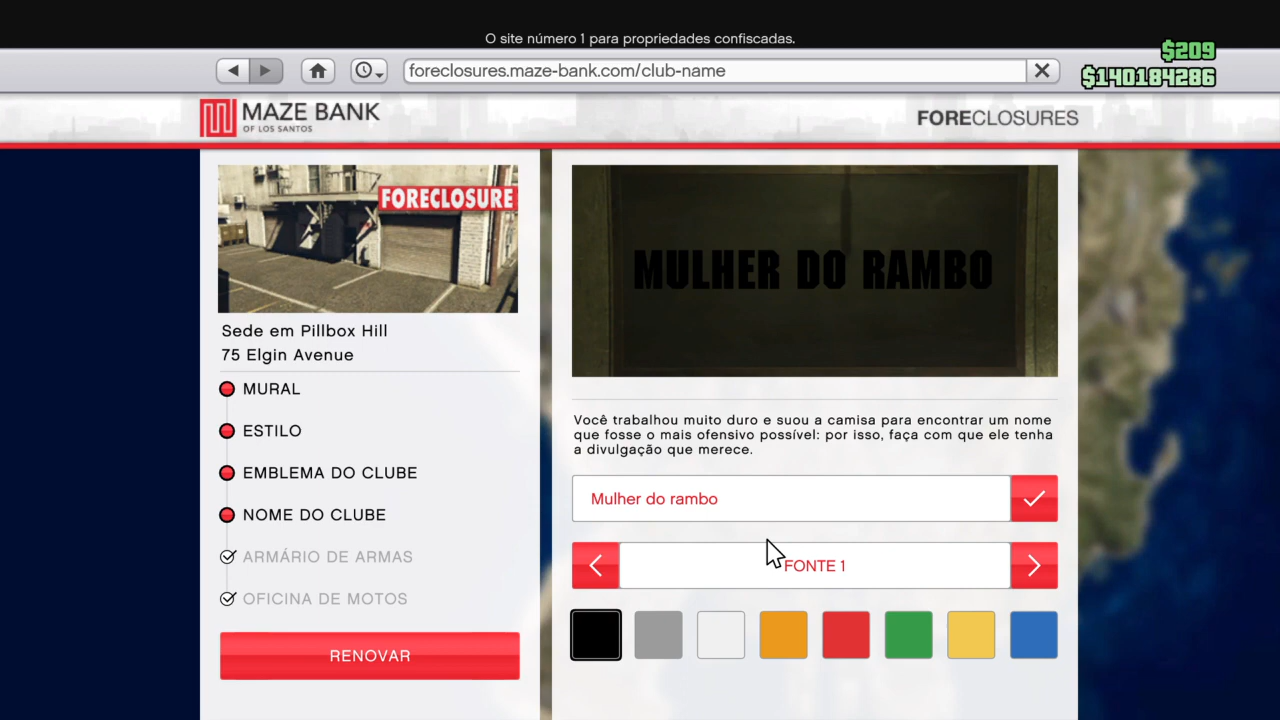 O site número 1 para propriedades confiscadas.
$209
foreclosures.maze-bank.com/club-name
$140184286
MAZE BANK
OF LOS SANTOS
FORECLOSURES
FORECLOSURE
MULHER DO RAMBO
Sede em Pillbox Hill
75 Elgin Avenue
MURAL
ESTILO
EMBLEMA DO CLUBE
NOME DO CLUBE
ARMÁRIO DE ARMAS
OFICINA DE MOTOS
RENOVAR
Você trabalhou muito duro e suou a camisa para encontrar um nome
que fosse o mais ofensivo possível: por isso, faça com que ele tenha
a divulgação que merece.
Mulher do rambo
FONTE 1